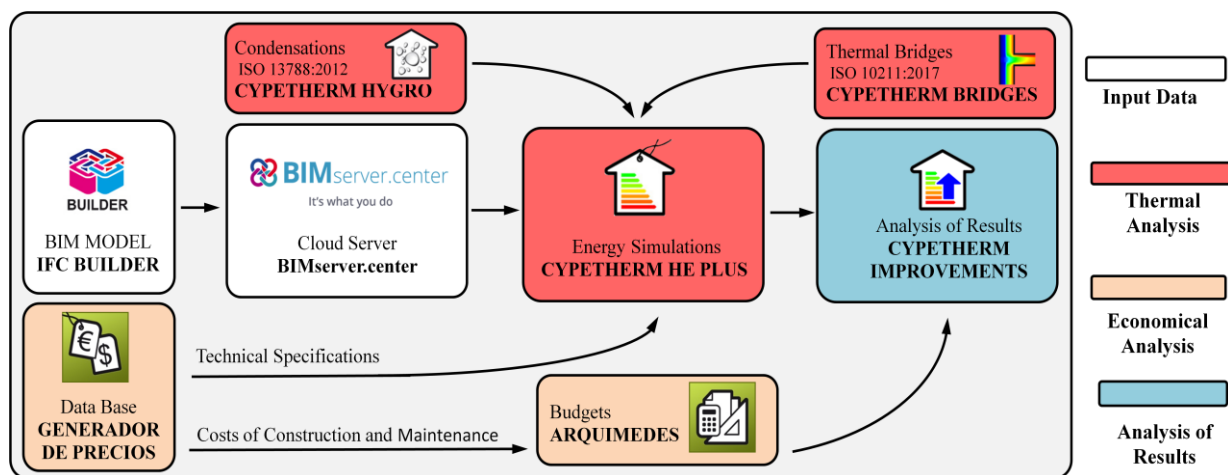 Condensations
ISO 13788:2012
CYPETHERM HYGRO
Thermal Bridges
ISO 10211:2017
CYPETHERM BRIDGES
BUILDER
BIM MODEL
IFC BUILDER
BIMserver.center
It's what you do
Cloud Server
BIMserver.center
Energy Simulations
CYPETHERM HE PLUS
Analysis of Results
CYPETHERM
IMPROVEMENTS
€
$
Data Base
GENERADOR
DE PRECIOS
Technical Specifications
Costs of Construction and Maintenance
Budgets
ARQUIMEDES
Input Data
Thermal
Analysis
Economical
Analysis
Analysis of
Results